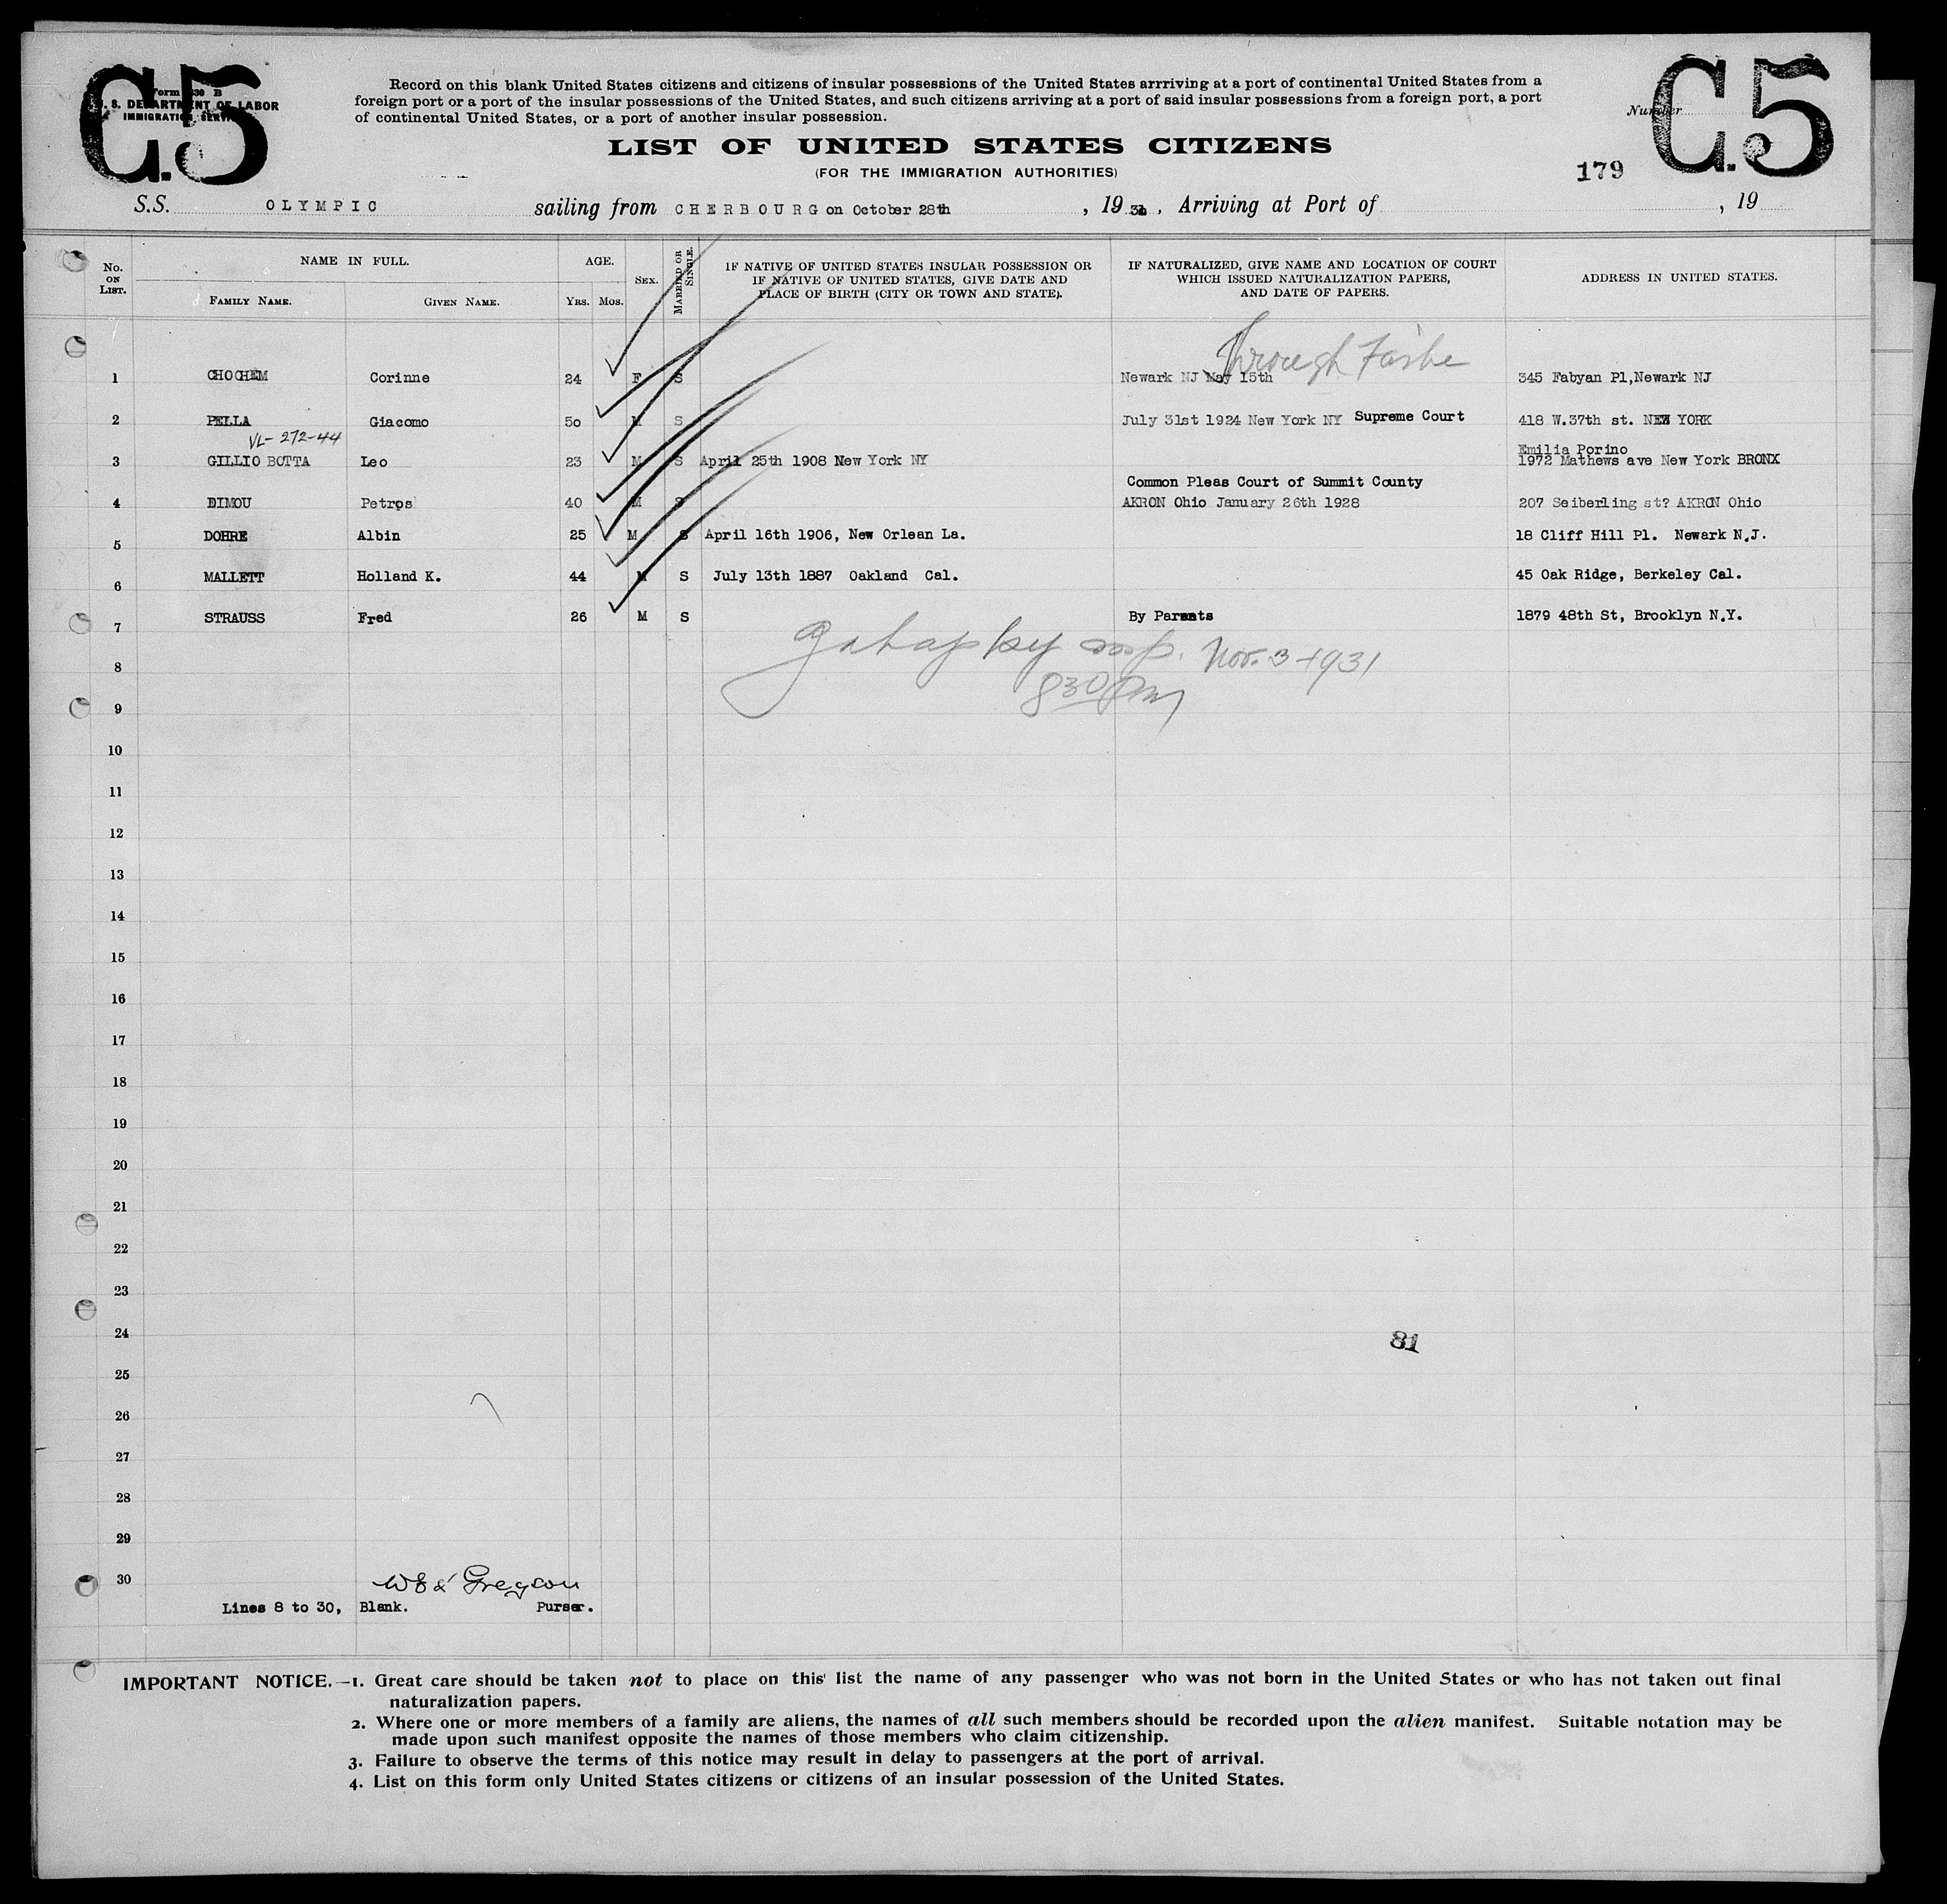 C.5
Form 630 B
U. S. DEPARTMENT OF LABOR
IMMIGRATION SERVICE
Record on this blank United States citizens and citizens of insular possessions of the United States arrriving at a port of continental United States from a
foreign port or a port of the insular possessions of the United States, and such citizens arriving at a port of said insular possessions from a foreign port, a port
of continental United States, or a port of another insular possession.
Number
C.5
LIST OF UNITED STATES CITIZENS
(FOR THE IMMIGRATION AUTHORITIES)
179
S.S. OLYMPIC sailing from CHERBOURG on October 28th , 19 31 , Arriving at Port of , 19
No. ON LIST. NAME IN FULL. FAMILY NAME. GIVEN NAME. AGE. YRS. MOS. SEX. MARRIED OR SINGLE. IF NATIVE OF UNITED STATES INSULAR POSSESSION OR IF NATIVE OF UNITED STATES, GIVE DATE AND PLACE OF BIRTH (CITY OR TOWN AND STATE). IF NATURALIZED, GIVE NAME AND LOCATION OF COURT WHICH ISSUED NATURALIZATION PAPERS, AND DATE OF PAPERS. ADDRESS IN UNITED STATES.
Through
1 CHOCHEM Corinne 24 F S Newark NJ May 15th 345 Fabyan Pl,Newark NJ
2 PELLA Giacomo 50 M S July 31st 1924 New York NY Supreme Court 418 W.37th st. NEW YORK
VL-272-44
Emilia Porino
3 GILLIO BOTTA Leo 23 M S April 25th 1908 New York NY 1972 Mathews ave New York BRONX
Common Pleas Court of Summit County
4 DIMOU Petros 40 M S AKRON Ohio January 26th 1928 207 Seiberling st? AKRON Ohio
5 DOHRE Albin 25 M S April 16th 1906, New Orlean La. 18 Cliff Hill Pl. Newark N.J.
6 MALLETT Holland K. 44 M S July 13th 1887 Oakland Cal. 45 Oak Ridge, Berkeley Cal.
7 STRAUSS Fred 26 M S By Parents 1879 48th St, Brooklyn N.Y.
insp. Nov. 3-1931
8 30 PM
8
9
10
11
12
13
14
15
16
17
18
19
20
21
22
23
24
81
25
26
27
28
29
30
Gregson
Lines 8 to 30, Blank. Purser.
IMPORTANT NOTICE.—1. Great care should be taken not to place on this list the name of any passenger who was not born in the United States or who has not taken out final
naturalization papers.
2. Where one or more members of a family are aliens, the names of all such members should be recorded upon the alien manifest. Suitable notation may be
made upon such manifest opposite the names of those members who claim citizenship.
3. Failure to observe the terms of this notice may result in delay to passengers at the port of arrival.
4. List on this form only United States citizens or citizens of an insular possession of the United States.